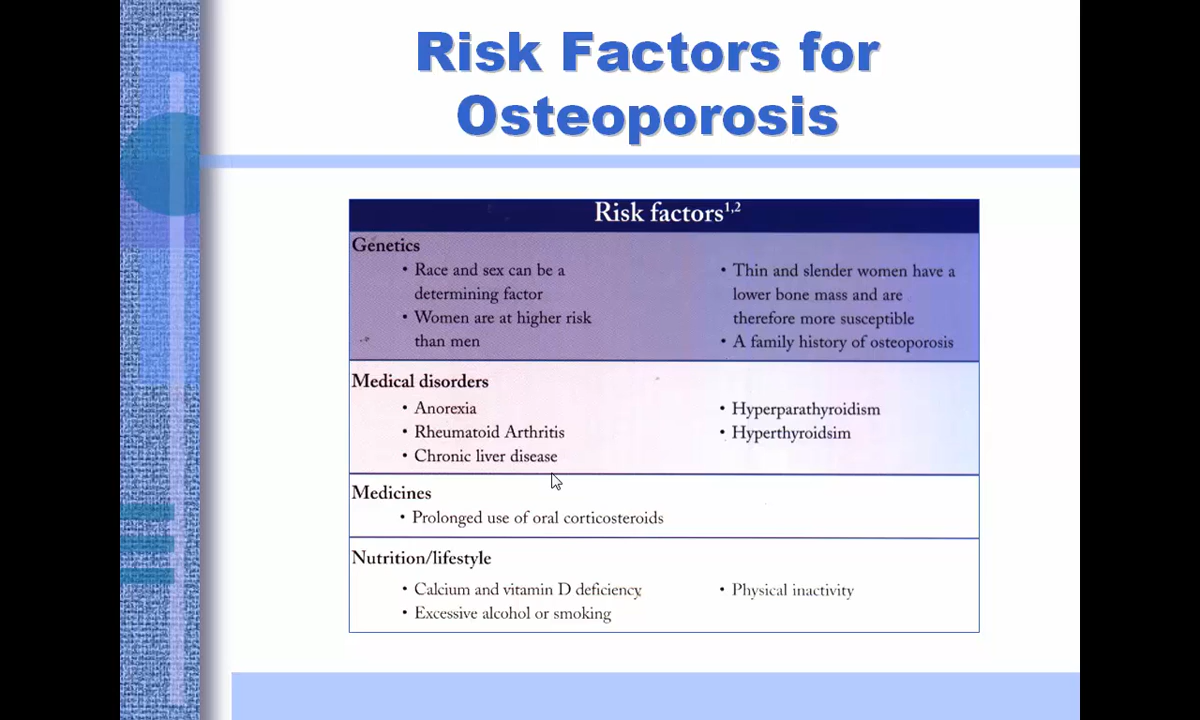 Risk Factors for
Osteoporosis
Risk factors1,2
Genetics
• Race and sex can be a
determining factor
• Women are at higher risk
than men
• Thin and slender women have a
lower bone mass and are
therefore more susceptible
• A family history of osteoporosis
Medical disorders
• Anorexia
• Rheumatoid Arthritis
• Chronic liver disease
• Hyperparathyroidism
• Hyperthyroidsim
Medicines
• Prolonged use of oral corticosteroids
Nutrition/lifestyle
• Calcium and vitamin D deficiency
• Excessive alcohol or smoking
• Physical inactivity